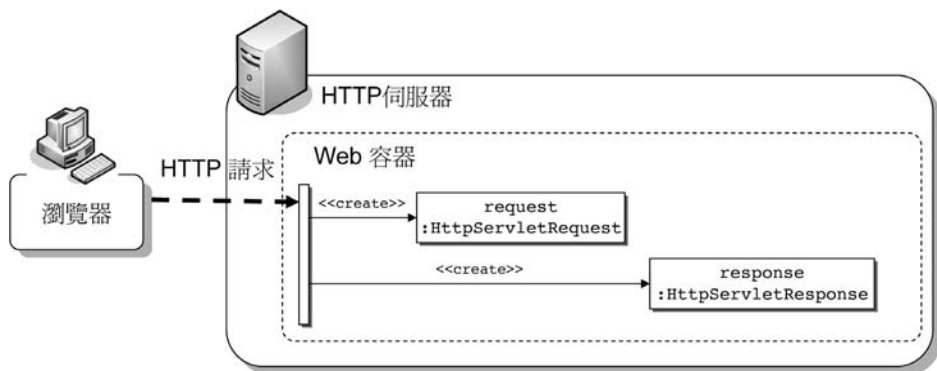 HTTP伺服器
Web 容器
HTTP 請求
瀏覽器
<<create>>
request
:HttpServletRequest
<<create>>
response
:HttpServletResponse